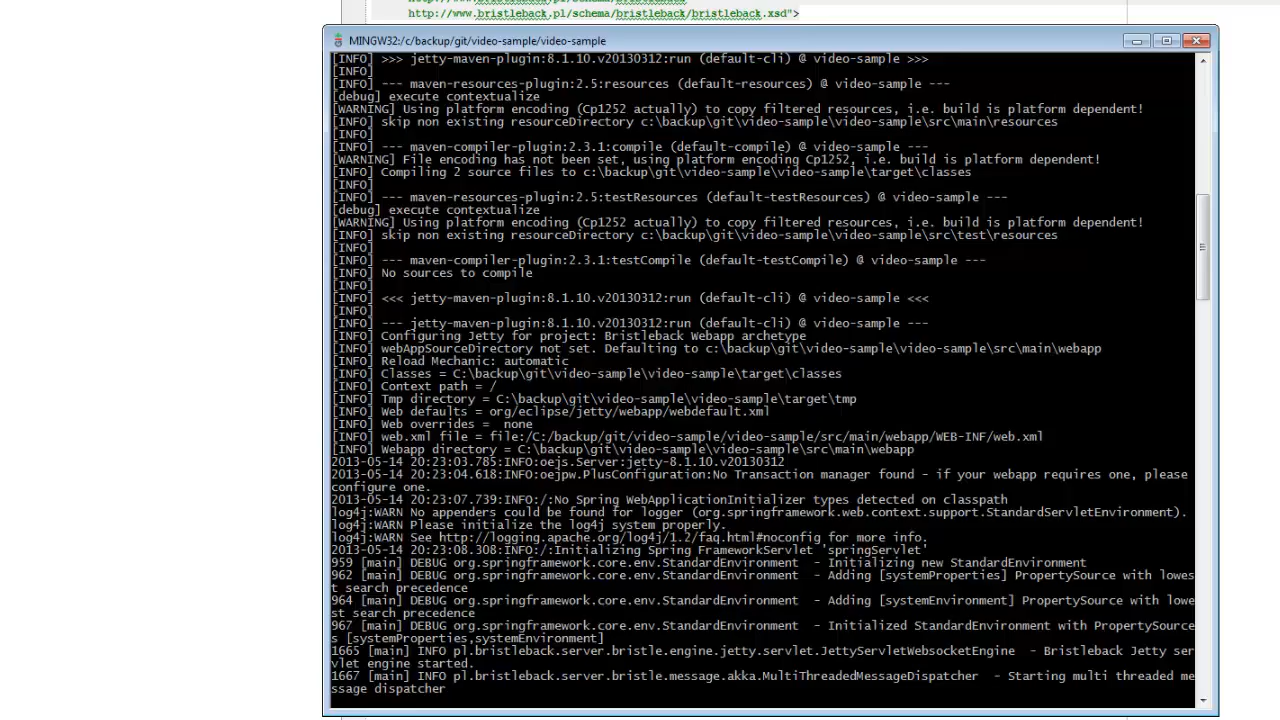 http://www.bristleback.pl/schema/bristleback/bristleback.xsd">
MINGW32:/c/backup/git/video-sample/video-sample
[INFO] >>> jetty-maven-plugin:8.1.10.v20130312:run (default-cli) @ video-sample >>>
[INFO]
[INFO] --- maven-resources-plugin:2.5:resources (default-resources) @ video-sample ---
[debug] execute contextualize
[WARNING] Using platform encoding (Cp1252 actually) to copy filtered resources, i.e. build is platform dependent!
[INFO] skip non existing resourceDirectory c:\backup\git\video-sample\video-sample\src\main\resources
[INFO]
[INFO] --- maven-compiler-plugin:2.3.1:compile (default-compile) @ video-sample ---
[WARNING] File encoding has not been set, using platform encoding Cp1252, i.e. build is platform dependent!
[INFO] Compiling 2 source files to c:\backup\git\video-sample\video-sample\target\classes
[INFO]
[INFO] --- maven-resources-plugin:2.5:testResources (default-testResources) @ video-sample ---
[debug] execute contextualize
[WARNING] Using platform encoding (Cp1252 actually) to copy filtered resources, i.e. build is platform dependent!
[INFO] skip non existing resourceDirectory c:\backup\git\video-sample\video-sample\src\test\resources
[INFO]
[INFO] --- maven-compiler-plugin:2.3.1:testCompile (default-testCompile) @ video-sample ---
[INFO] No sources to compile
[INFO]
[INFO] <<< jetty-maven-plugin:8.1.10.v20130312:run (default-cli) @ video-sample <<<
[INFO]
[INFO] --- jetty-maven-plugin:8.1.10.v20130312:run (default-cli) @ video-sample ---
[INFO] Configuring Jetty for project: Bristleback Webapp archetype
[INFO] webAppSourceDirectory not set. Defaulting to c:\backup\git\video-sample\video-sample\src\main\webapp
[INFO] Reload Mechanic: automatic
[INFO] Classes = C:\backup\git\video-sample\video-sample\target\classes
[INFO] Context path = /
[INFO] Tmp directory = C:\backup\git\video-sample\video-sample\target\tmp
[INFO] Web defaults = org/eclipse/jetty/webapp/webdefault.xml
[INFO] Web overrides =  none
[INFO] web.xml file = file:/C:/backup/git/video-sample/video-sample/src/main/webapp/WEB-INF/web.xml
[INFO] Webapp directory = C:\backup\git\video-sample\video-sample\src\main\webapp
2013-05-14 20:23:03.785:INFO:oejs.Server:jetty-8.1.10.v20130312
2013-05-14 20:23:04.618:INFO:oejpw.PlusConfiguration:No Transaction manager found - if your webapp requires one, please
configure one.
2013-05-14 20:23:07.739:INFO:/:No Spring WebApplicationInitializer types detected on classpath
log4j:WARN No appenders could be found for logger (org.springframework.web.context.support.StandardServletEnvironment).
log4j:WARN Please initialize the log4j system properly.
log4j:WARN See http://logging.apache.org/log4j/1.2/faq.html#noconfig for more info.
2013-05-14 20:23:08.308:INFO:/:Initializing Spring FrameworkServlet 'springServlet'
959 [main] DEBUG org.springframework.core.env.StandardEnvironment  - Initializing new StandardEnvironment
962 [main] DEBUG org.springframework.core.env.StandardEnvironment  - Adding [systemProperties] PropertySource with lowes
t search precedence
964 [main] DEBUG org.springframework.core.env.StandardEnvironment  - Adding [systemEnvironment] PropertySource with lowe
st search precedence
967 [main] DEBUG org.springframework.core.env.StandardEnvironment  - Initialized StandardEnvironment with PropertySource
s [systemProperties,systemEnvironment]
1665 [main] INFO pl.bristleback.server.bristle.engine.jetty.servlet.JettyServletWebsocketEngine  - Bristleback Jetty ser
vlet engine started.
1667 [main] INFO pl.bristleback.server.bristle.message.akka.MultiThreadedMessageDispatcher  - Starting multi threaded me
ssage dispatcher